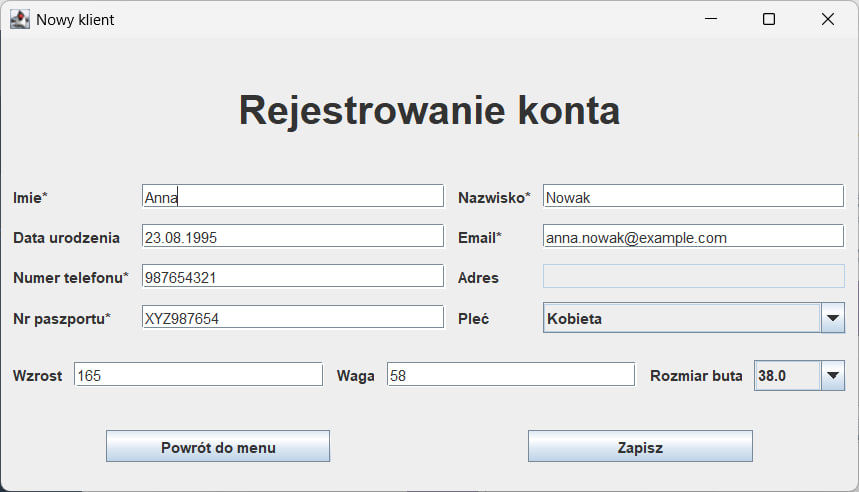 Nowy klient
Rejestrowanie konta
Imie* Anna Nazwisko* Nowak
Data urodzenia 23.08.1995 Email* anna.nowak@example.com
Numer telefonu* 987654321 Adres
Nr paszportu* XYZ987654 Płeć Kobieta
Wzrost 165 Waga 58 Rozmiar buta 38.0
Powrót do menu Zapisz